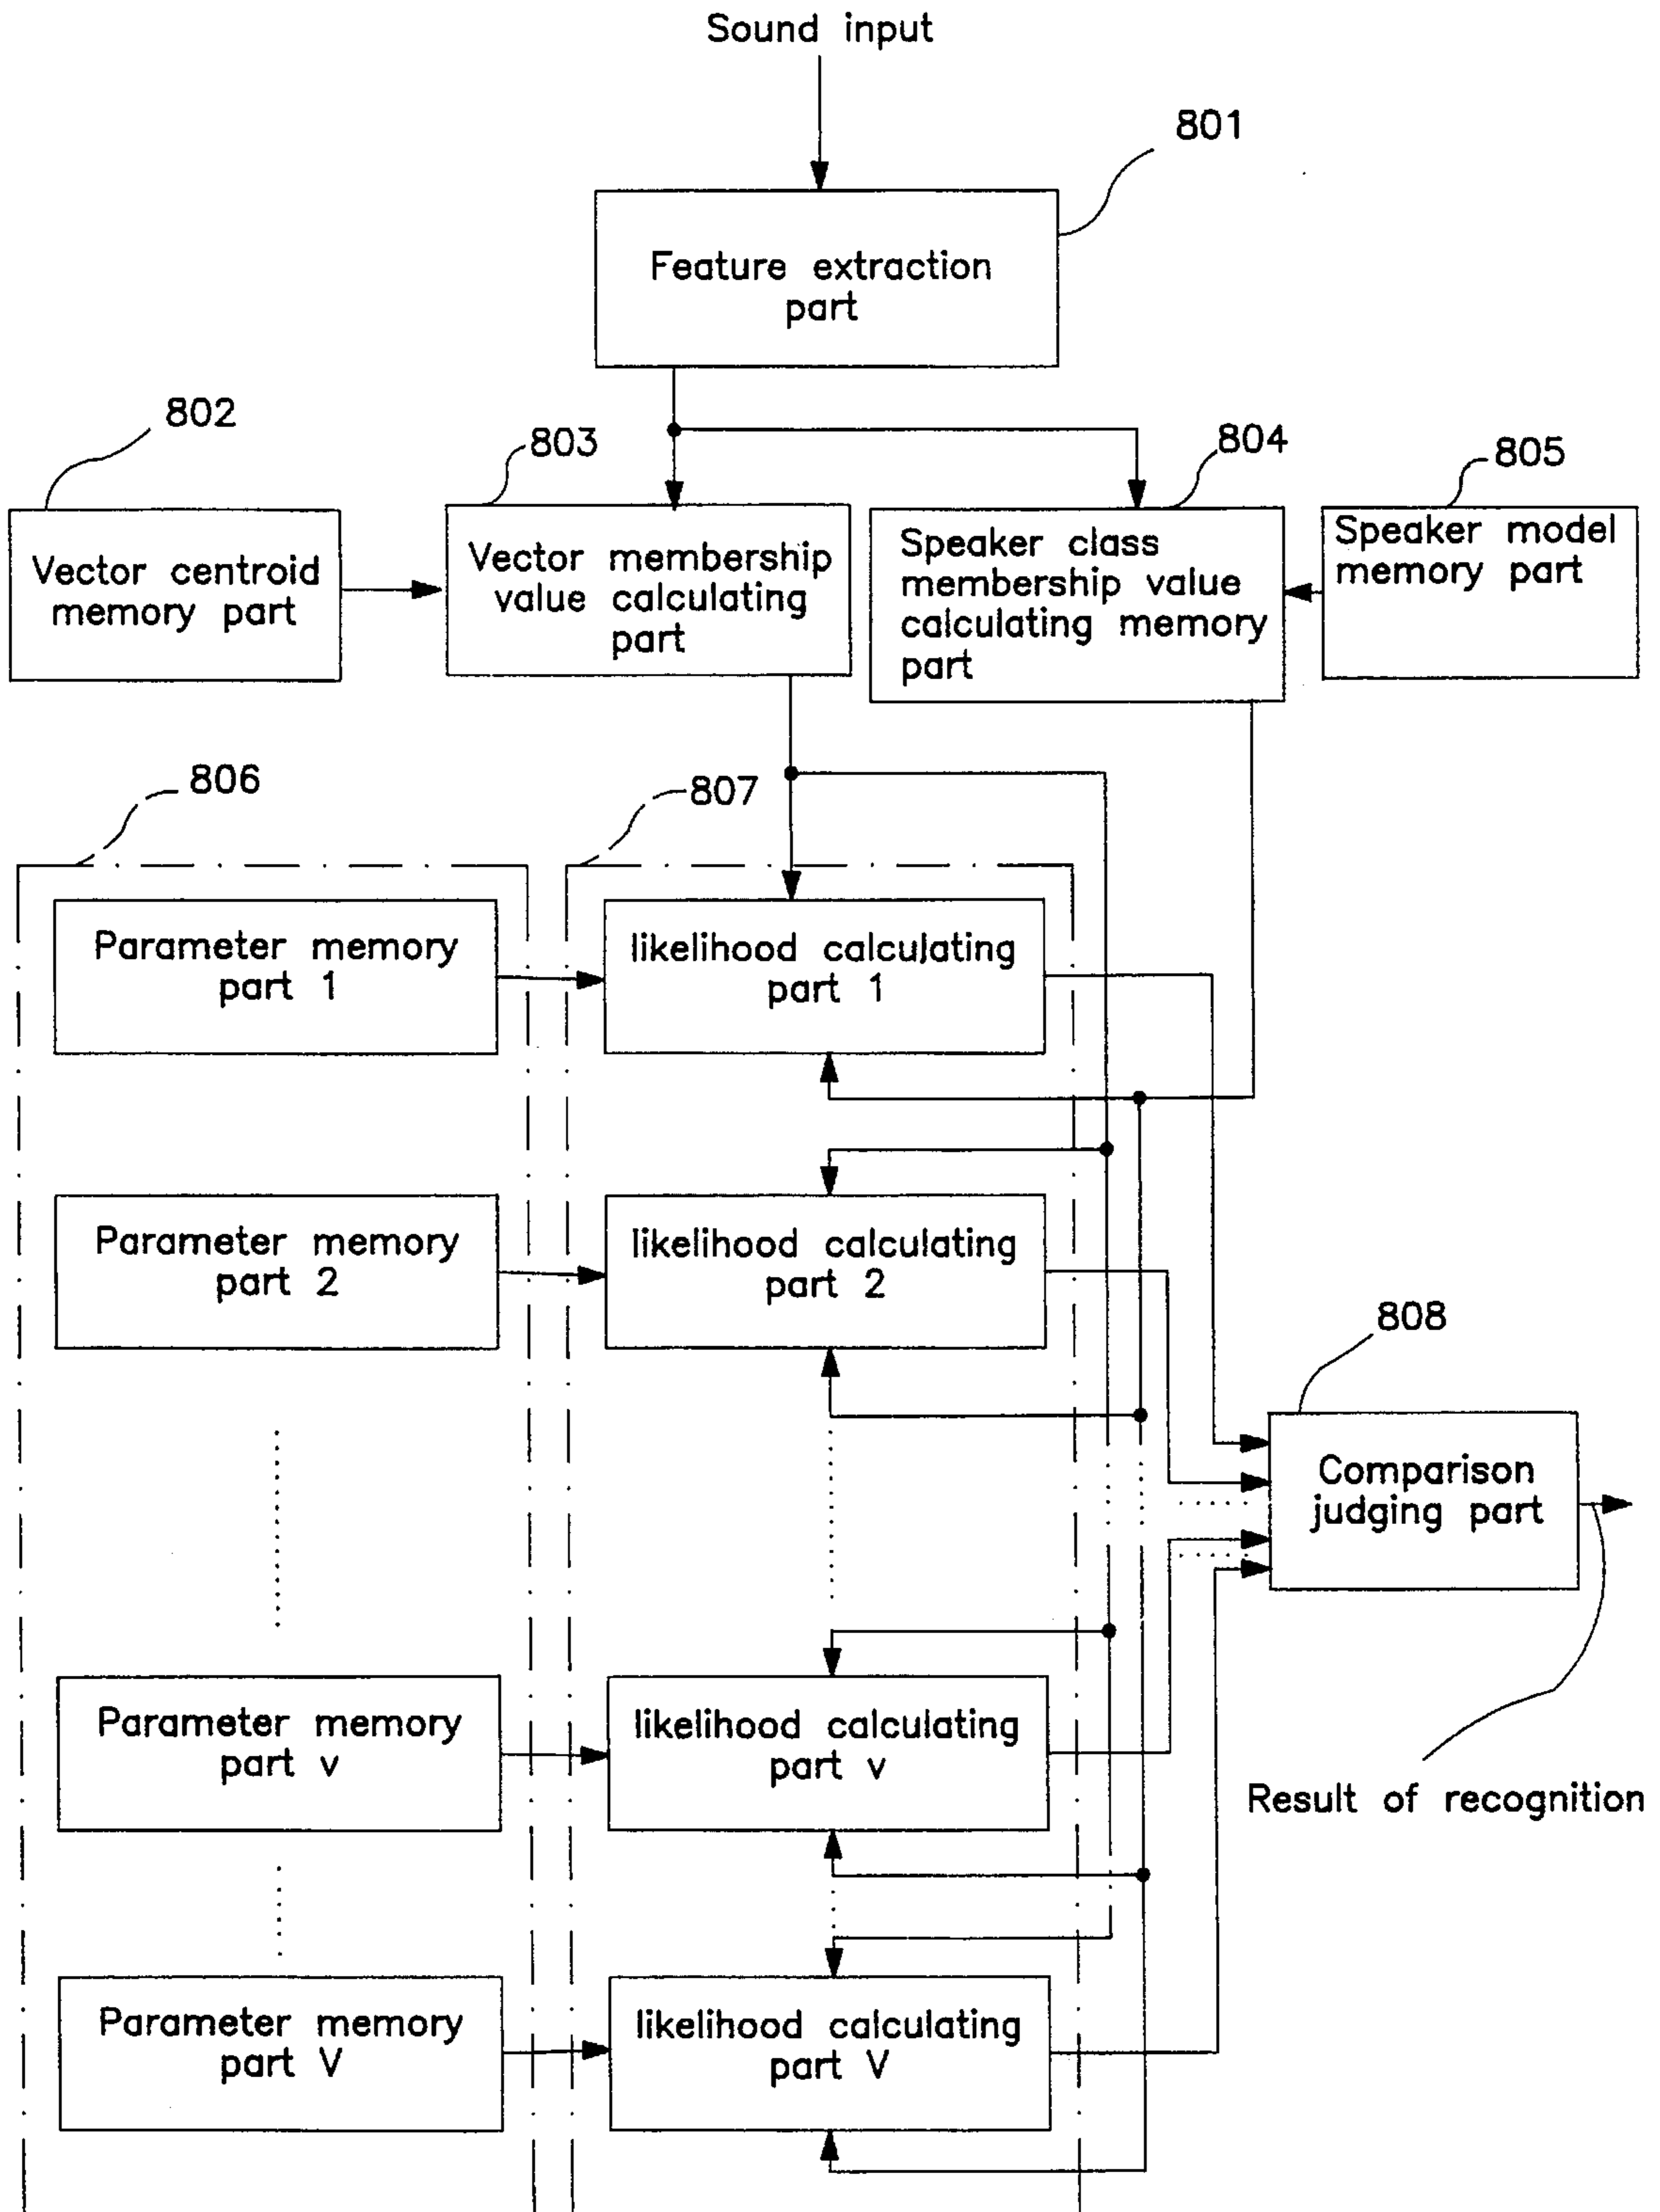 Sound input
801
Feature extraction
part
802
803
804
805
Vector centroid
memory part
Vector membership
value calculating
part
Speaker class
membership value
calculating memory
part
Speaker model
memory part
806
807
Parameter memory
part 1
likelihood calculating
part 1
Parameter memory
part 2
likelihood calculating
part 2
808
Comparison
judging part
Parameter memory
part v
likelihood calculating
part v
Result of recognition
Parameter memory
part V
likelihood calculating
part V